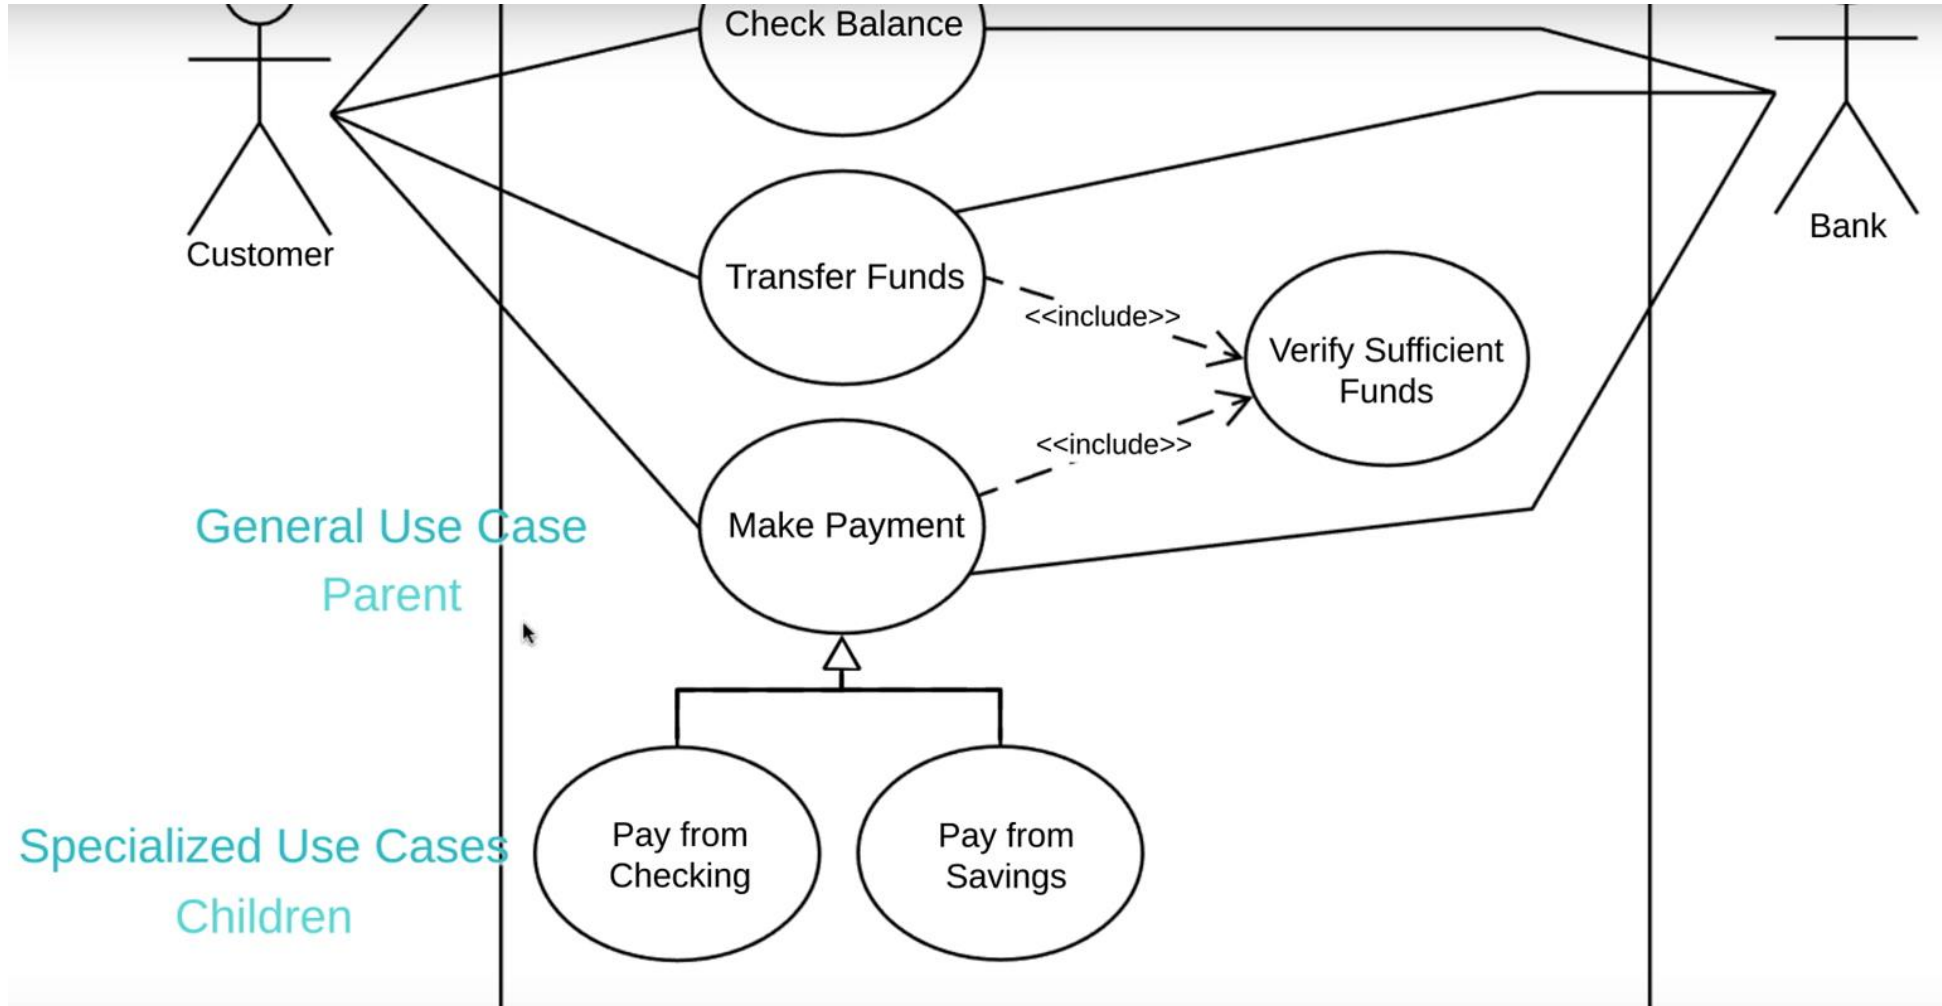 Check Balance
Customer
Bank
Transfer Funds
<<include>>
Verify Sufficient
Funds
<<include>>
General Use Case
Parent
Make Payment
Specialized Use Cases
Children
Pay from
Checking
Pay from
Savings